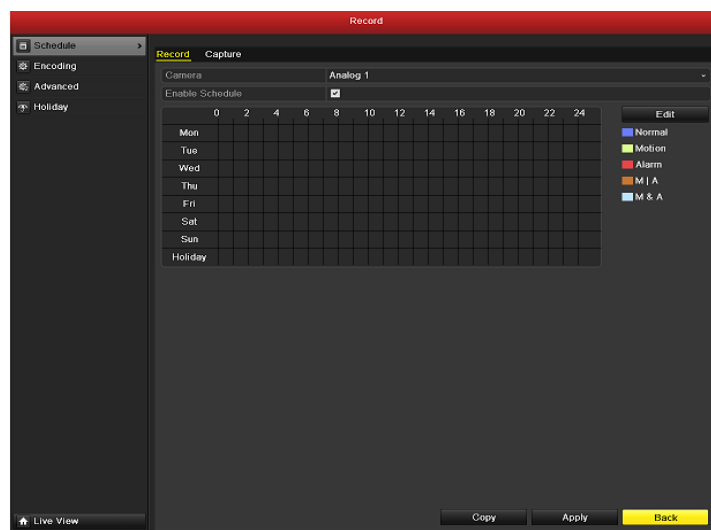 Record
Schedule
Encoding
Advanced
Holiday
Record Capture
Camera Analog 1
Enable Schedule
0 2 4 6 8 10 12 14 16 18 20 22 24
Mon
Tue
Wed
Thu
Fri
Sat
Sun
Holiday
Edit
Normal
Motion
Alarm
M | A
M & A
Live View
Copy Apply Back